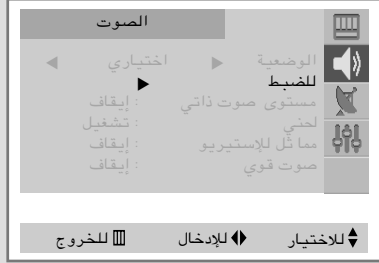 الصوت
الوضعية ◀ اختياري ▶
للضبط ▶
مستوى صوت ذاتي : إيقاف
لحني : تشغيل
مماثل للإستيريو : إيقاف
صوت قوي : إيقاف
للاختيار للإدخال للخروج